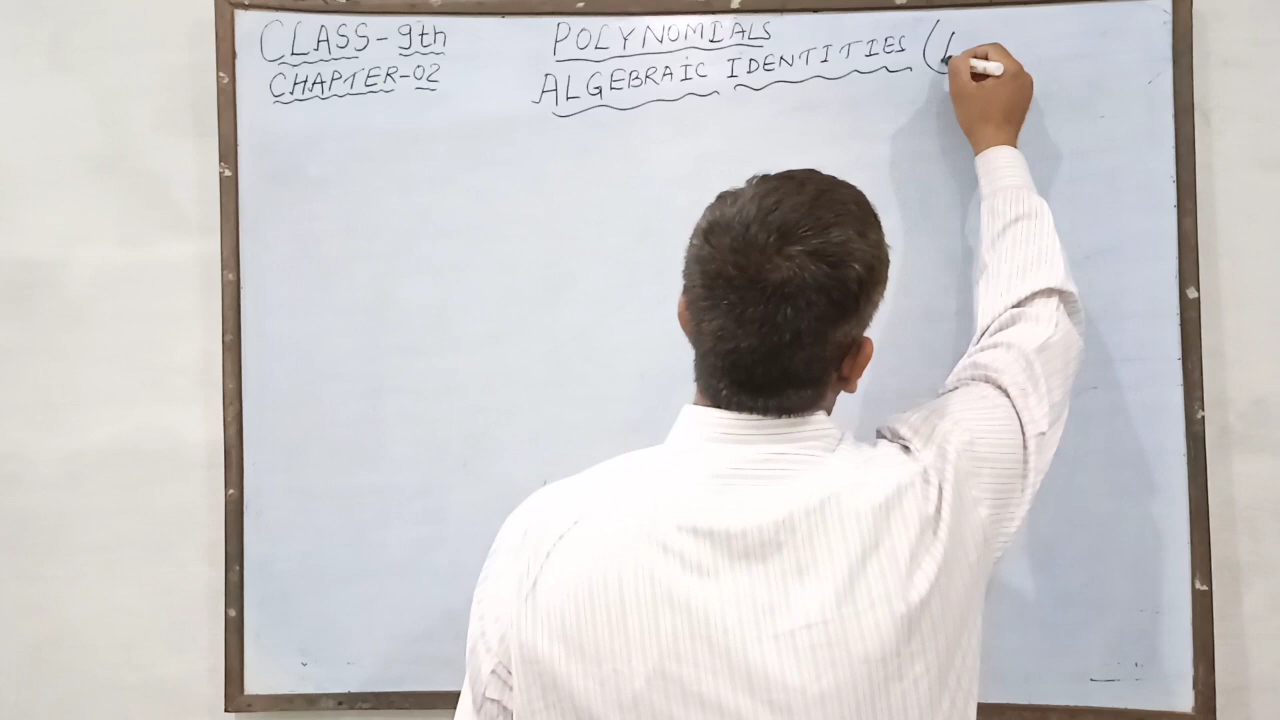 CLASS-9th
CHAPTER-02
POLYNOMIALS
ALGEBRAIC IDENTITIES (